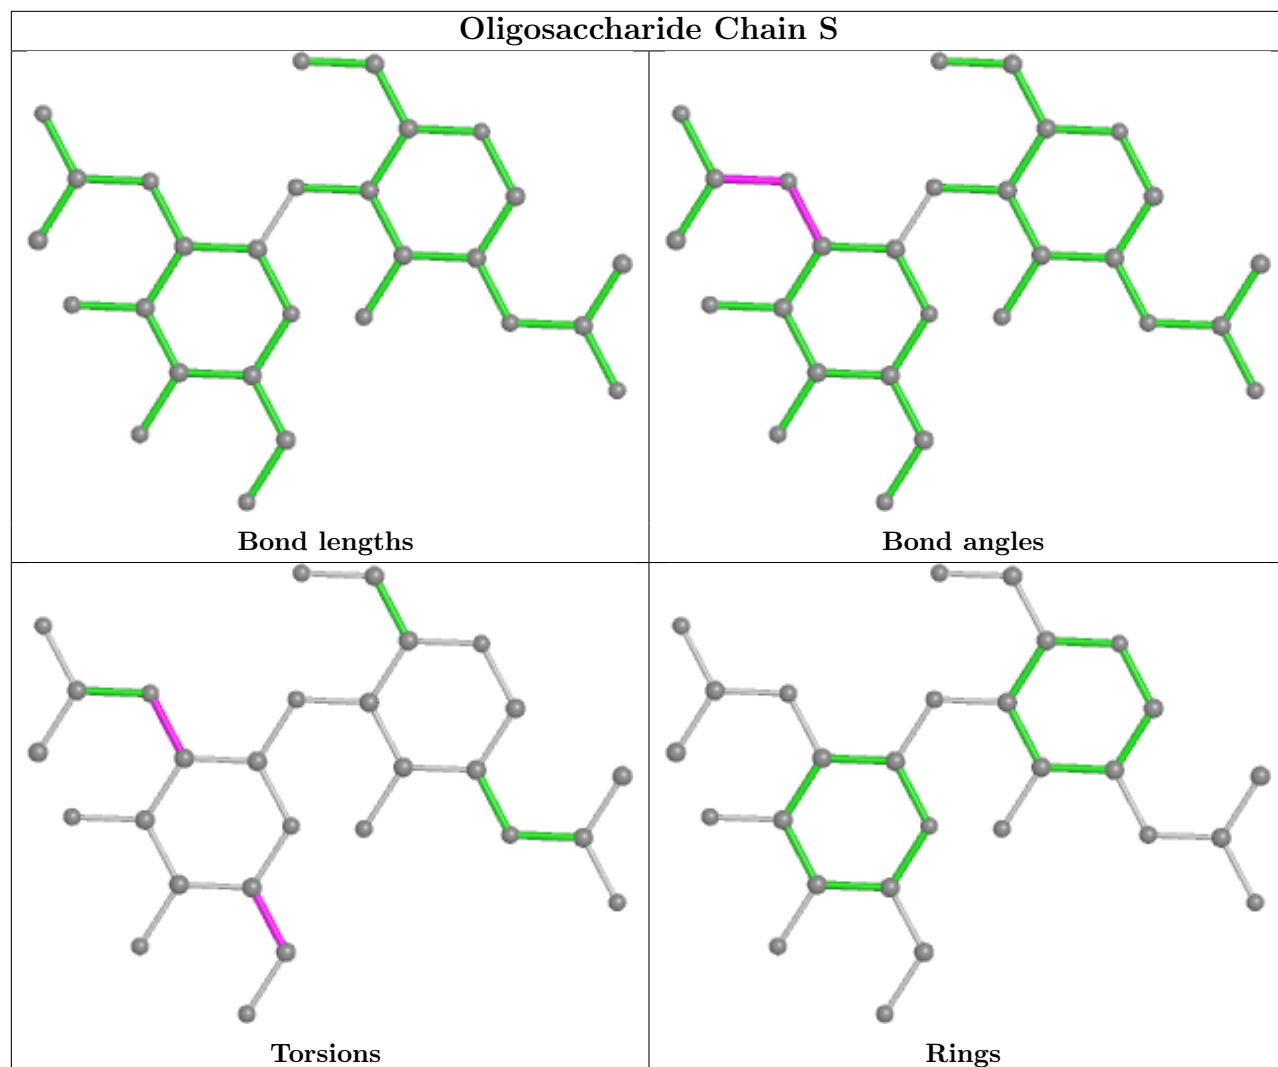 Oligosaccharide Chain S
Bond lengths
Bond angles
Torsions
Rings